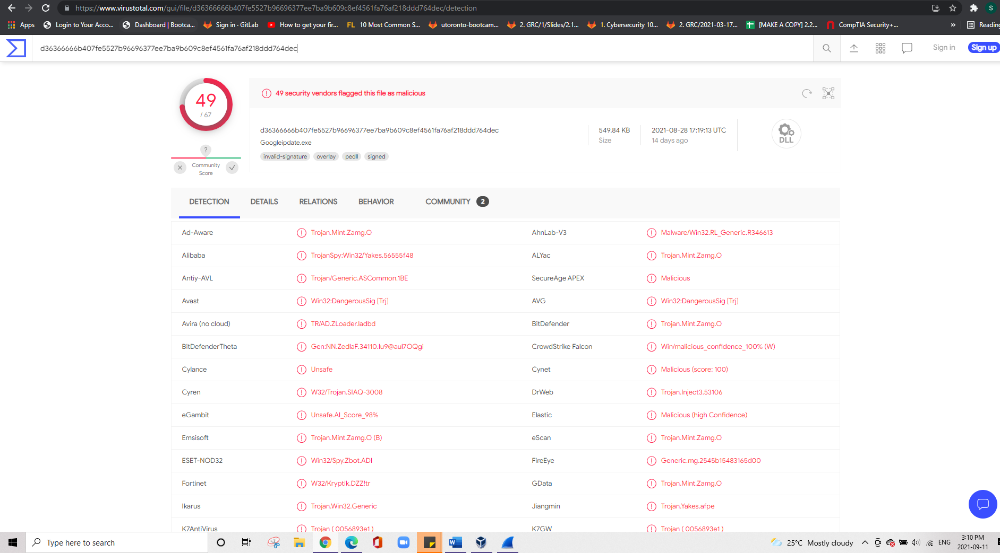 https://www.virustotal.com/gui/file/d36366666b407fe5527b96696377ee7ba9b609c8ef4561fa76af218ddd764dec/detection
S
Apps Login to Your Acco... Dashboard | Bootca... Sign in · GitLab How to get your fir... FL 10 Most Common S... utoronto-bootcam... 2. GRC/1/Slides/2.1... 1. Cybersecurity 10... 2. GRC/2021-03-17... [MAKE A COPY] 2.2... CompTIA Security+... » Reading
d36366666b407fe5527b96696377ee7ba9b609c8ef4561fa76af218ddd764dec
Sign in Sign up
49
/ 67
?
Community
Score
49 security vendors flagged this file as malicious
d36366666b407fe5527b96696377ee7ba9b609c8ef4561fa76af218ddd764dec
Googleipdate.exe
invalid-signature overlay pedll signed
549.84 KB
Size
2021-08-28 17:19:13 UTC
14 days ago
DLL
DETECTION DETAILS RELATIONS BEHAVIOR COMMUNITY 2
Ad-Aware Trojan.Mint.Zamg.O AhnLab-V3 Malware/Win32.RL_Generic.R346613
Alibaba TrojanSpy:Win32/Yakes.56555f48 ALYac Trojan.Mint.Zamg.O
Antiy-AVL Trojan/Generic.ASCommon.1BE SecureAge APEX Malicious
Avast Win32:DangerousSig [Trj] AVG Win32:DangerousSig [Trj]
Avira (no cloud) TR/AD.ZLoader.ladbd BitDefender Trojan.Mint.Zamg.O
BitDefenderTheta Gen:NN.ZedlaF.34110.Iu9@aul7OQgi CrowdStrike Falcon Win/malicious_confidence_100% (W)
Cylance Unsafe Cynet Malicious (score: 100)
Cyren W32/Trojan.SIAQ-3008 DrWeb Trojan.Inject3.53106
eGambit Unsafe.AI_Score_98% Elastic Malicious (high Confidence)
Emsisoft Trojan.Mint.Zamg.O (B) eScan Trojan.Mint.Zamg.O
ESET-NOD32 Win32/Spy.Zbot.ADI FireEye Generic.mg.2545b15483165d00
Fortinet W32/Kryptik.DZZ!tr GData Trojan.Mint.Zamg.O
Ikarus Trojan.Win32.Generic Jiangmin Trojan.Yakes.afpe
K7AntiVirus Trojan ( 0056893e1 ) K7GW Trojan ( 0056893e1 )
Type here to search
25°C Mostly cloudy ENG
3:10 PM
2021-09-11